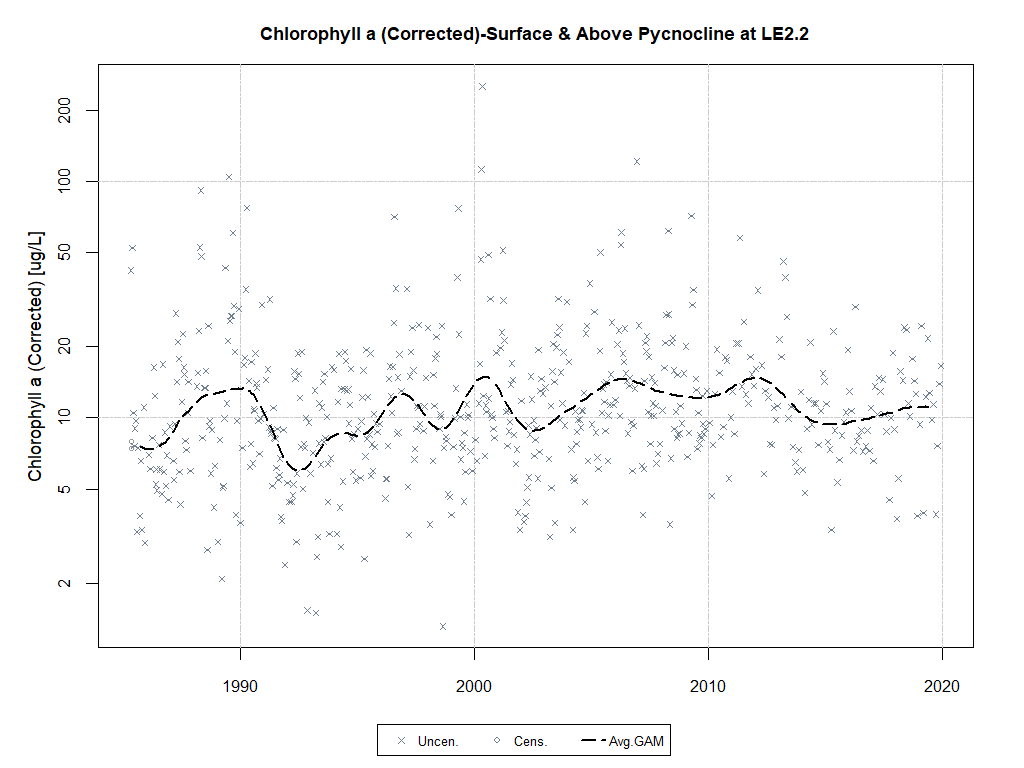 Chlorophyll a (Corrected)-Surface & Above Pycnocline at LE2.2
Chlorophyll a (Corrected) [ug/L]
200
100
50
20
10
5
2
1990 2000 2010 2020
Uncen. Cens. Avg.GAM